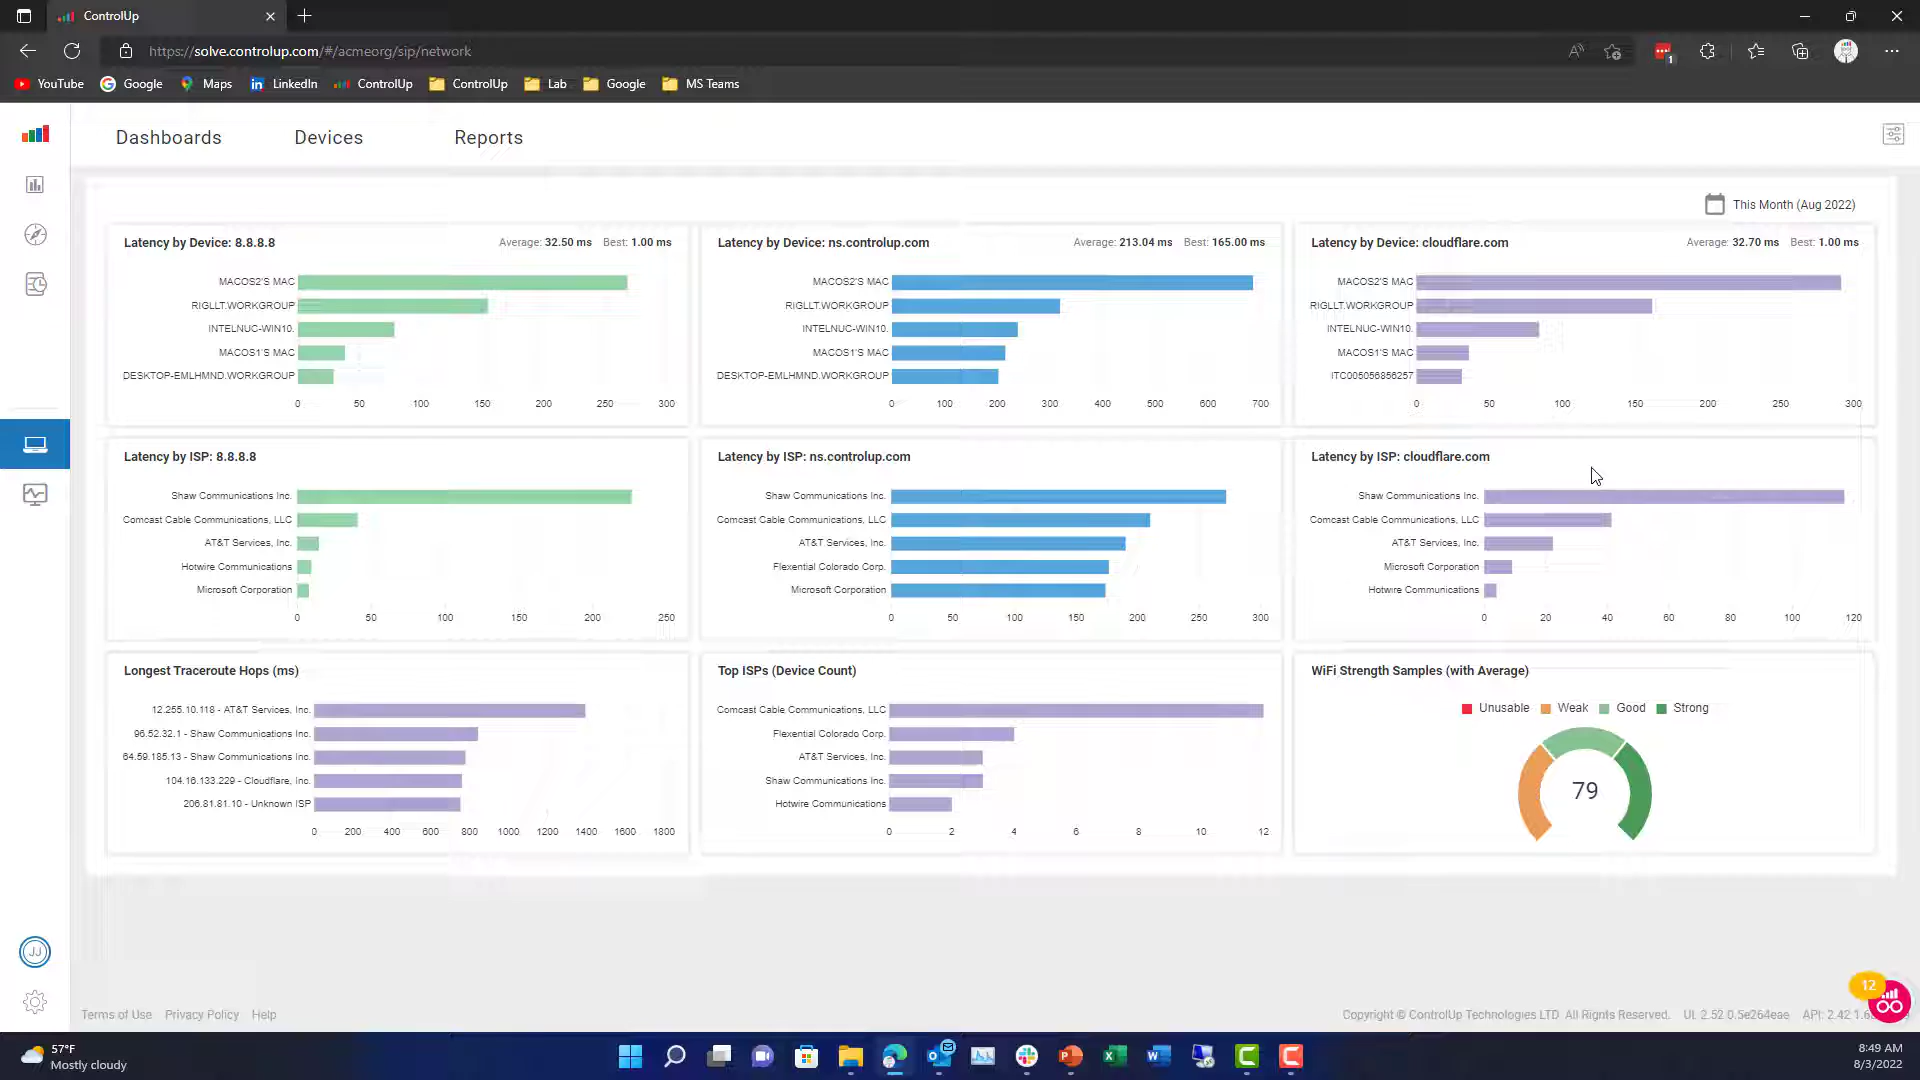 ControlUp
https://solve.controlup.com/#/acmeorg/sip/network
1
YouTube Google Maps LinkedIn ControlUp ControlUp Lab Google MS Teams
Dashboards Devices Reports
This Month (Aug 2022)
Latency by Device: 8.8.8.8 Average: 32.50 ms Best: 1.00 ms
MACOS2'S MAC
RIGLLT.WORKGROUP
INTELNUC-WIN10.
MACOS1'S MAC
DESKTOP-EMLHMND.WORKGROUP
0 50 100 150 200 250 300
Latency by Device: ns.controlup.com Average: 213.04 ms Best: 165.00 ms
MACOS2'S MAC
RIGLLT.WORKGROUP
INTELNUC-WIN10.
MACOS1'S MAC
DESKTOP-EMLHMND.WORKGROUP
0 100 200 300 400 500 600 700
Latency by Device: cloudflare.com Average: 32.70 ms Best: 1.00 ms
MACOS2'S MAC
RIGLLT.WORKGROUP
INTELNUC-WIN10.
MACOS1'S MAC
ITC005056856257
0 50 100 150 200 250 300
Latency by ISP: 8.8.8.8
Shaw Communications Inc.
Comcast Cable Communications, LLC
AT&T Services, Inc.
Hotwire Communications
Microsoft Corporation
0 50 100 150 200 250
Latency by ISP: ns.controlup.com
Shaw Communications Inc.
Comcast Cable Communications, LLC
AT&T Services, Inc.
Flexential Colorado Corp.
Microsoft Corporation
0 50 100 150 200 250 300
Latency by ISP: cloudflare.com
Shaw Communications Inc.
Comcast Cable Communications, LLC
AT&T Services, Inc.
Microsoft Corporation
Hotwire Communications
0 20 40 60 80 100 120
Longest Traceroute Hops (ms)
12.255.10.118 - AT&T Services, Inc.
96.52.32.1 - Shaw Communications Inc.
64.59.185.13 - Shaw Communications Inc.
104.16.133.229 - Cloudflare, Inc.
206.81.81.10 - Unknown ISP
0 200 400 600 800 1000 1200 1400 1600 1800
Top ISPs (Device Count)
Comcast Cable Communications, LLC
Flexential Colorado Corp.
AT&T Services, Inc.
Shaw Communications Inc.
Hotwire Communications
0 2 4 6 8 10 12
WiFi Strength Samples (with Average)
Unusable Weak Good Strong
79
JJ
12
Terms of Use Privacy Policy Help
Copyright © ControlUp Technologies LTD All Rights Reserved. UI: 2.52.0.5e264eae API: 2.42.1.6
57°F
Mostly cloudy
8:49 AM
8/3/2022